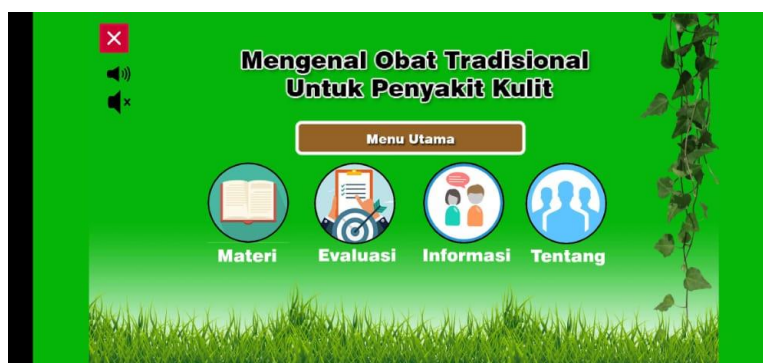 Mengenal Obat Tradisional
Untuk Penyakit Kulit
Menu Utama
Materi
Evaluasi
Informasi
Tentang